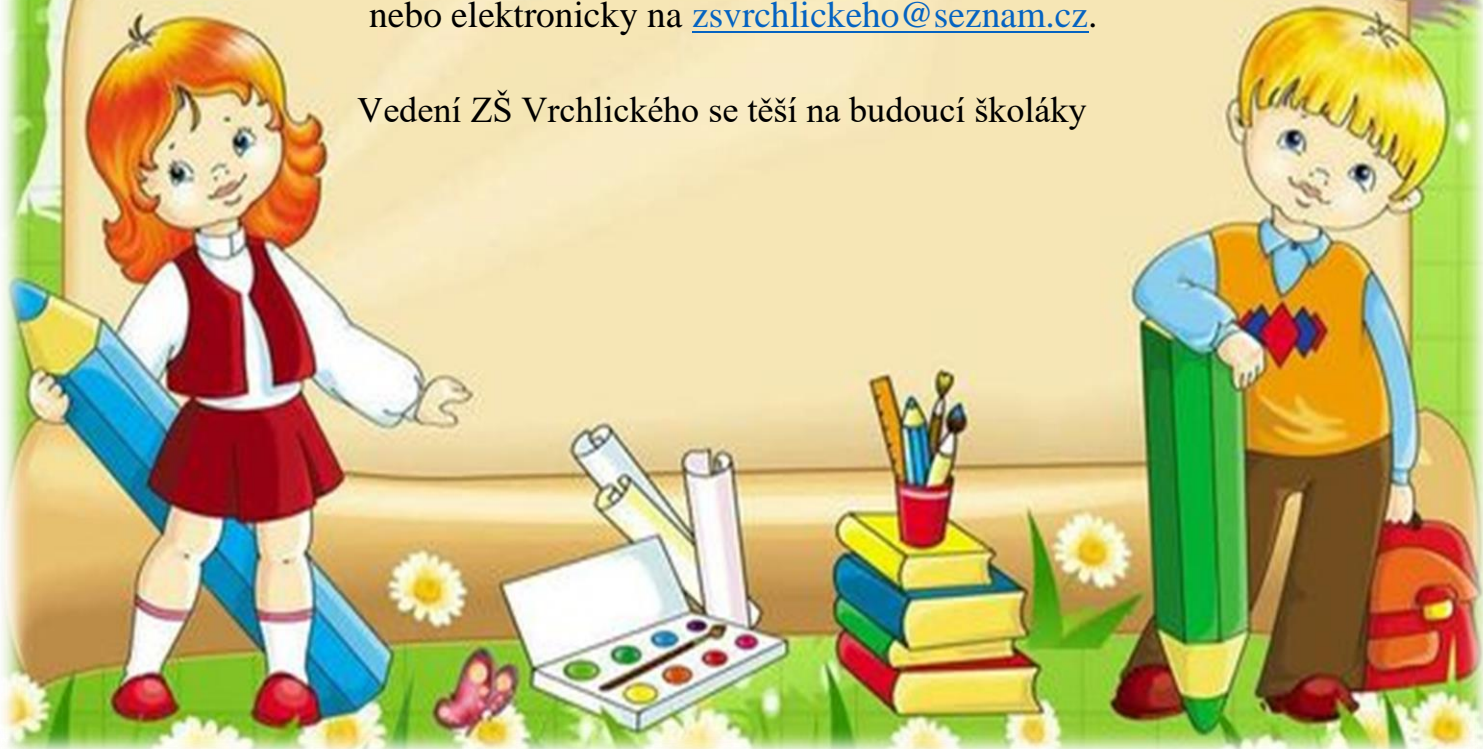 nebo elektronicky na zsvrchlickeho@seznam.cz.
Vedení ZŠ Vrchlického se těší na budoucí školáky